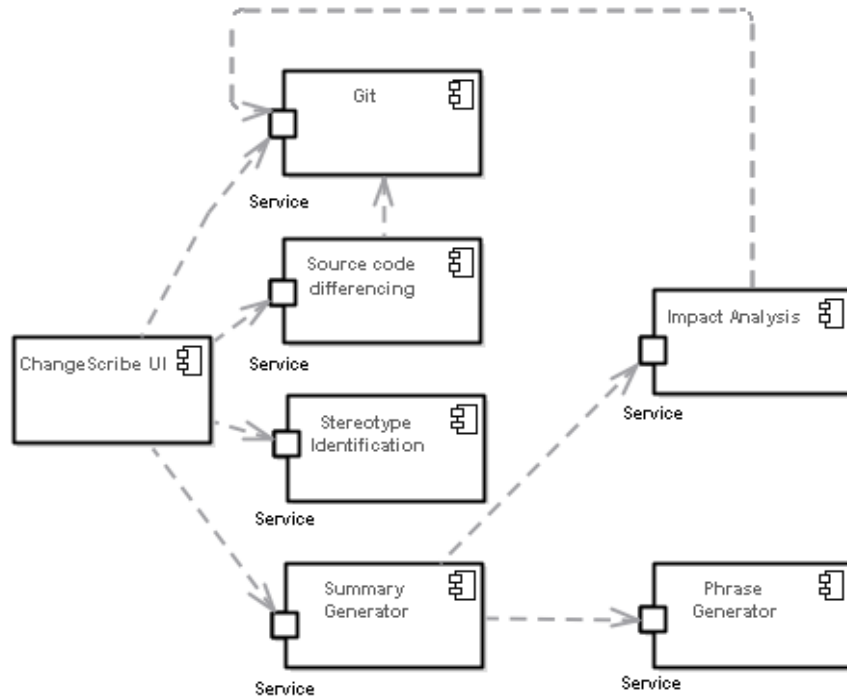 Git
Service
Source code
differencing
Service
Impact Analysis
Service
ChangeScribe UI
Stereotype
Identification
Service
Summary
Generator
Service
Phrase
Generator
Service